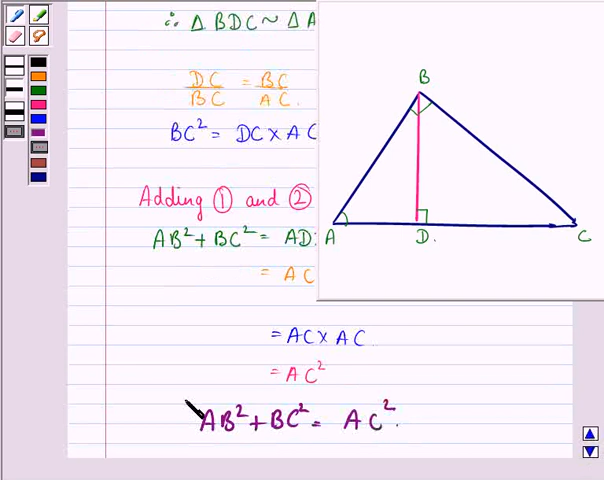 ∴ Δ BDC ~ Δ A
DC/BC = BC/AC.
BC² = DC × AC
Adding ① and ②
AB² + BC² = AD
= AC
= AC × AC
= AC²
AB² + BC² = AC².
B
A
D.
C